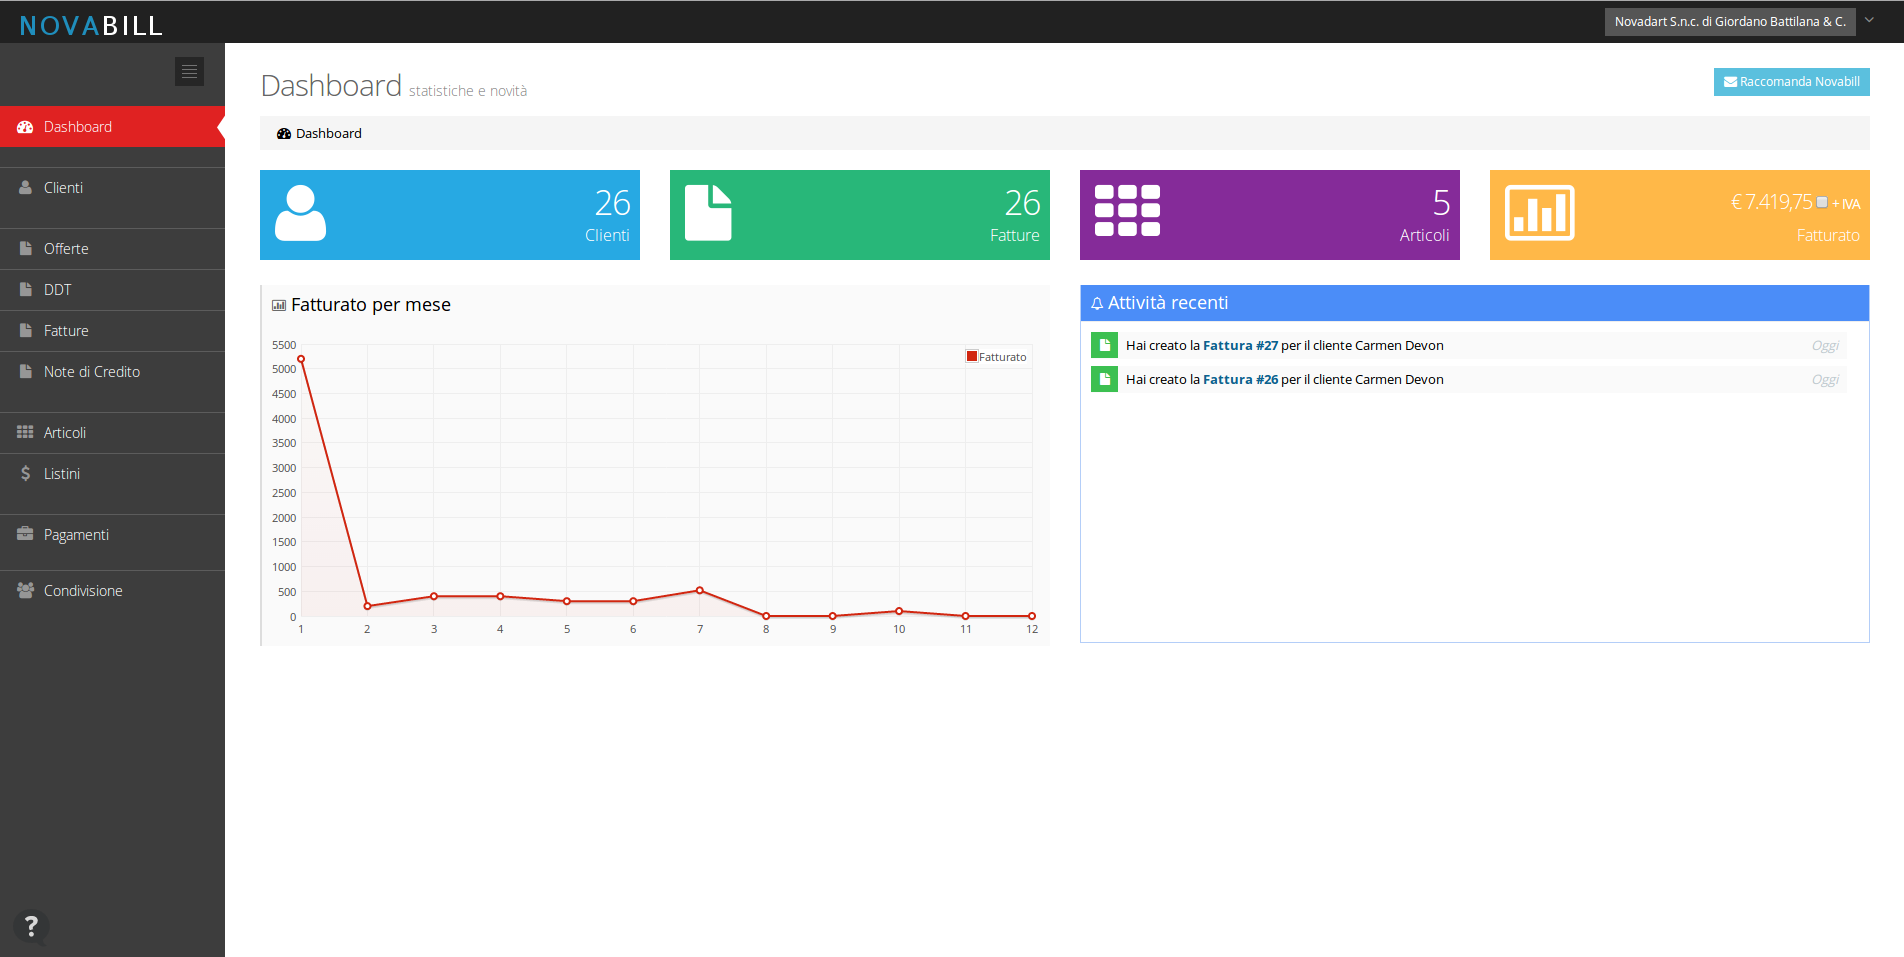 NOVABILL
Novadart S.n.c. di Giordano Battilana & C.
Dashboard statistiche e novità
Raccomanda Novabill
Dashboard
Dashboard
Clienti
Offerte
DDT
Fatture
Note di Credito
Articoli
Listini
Pagamenti
Condivisione
?
26
Clienti
26
Fatture
5
Articoli
€ 7.419,75 + IVA
Fatturato
Fatturato per mese
Fatturato
5500
5000
4500
4000
3500
3000
2500
2000
1500
1000
500
0
1 2 3 4 5 6 7 8 9 10 11 12
Attività recenti
Hai creato la Fattura #27 per il cliente Carmen Devon Oggi
Hai creato la Fattura #26 per il cliente Carmen Devon Oggi